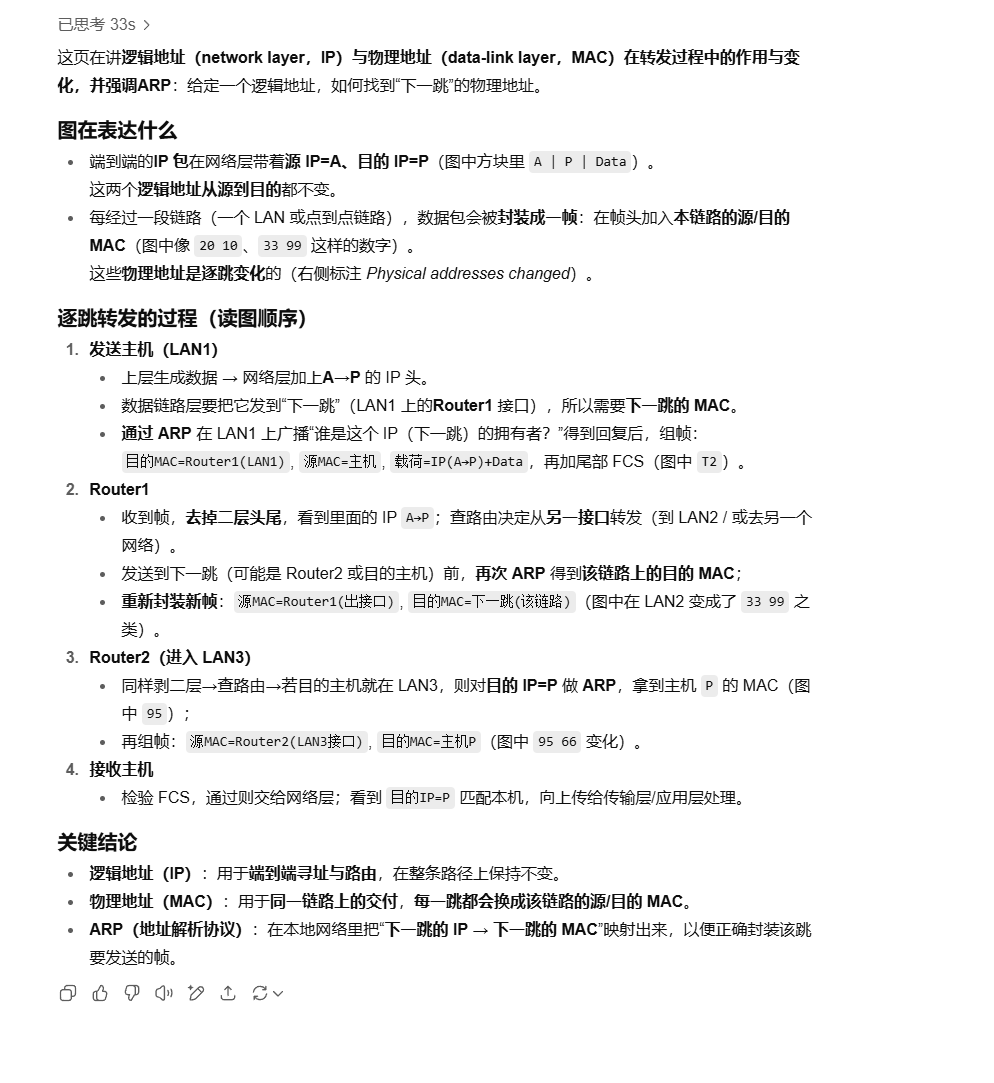 已思考 33s >
这页在讲逻辑地址（network layer，IP）与物理地址（data-link layer，MAC）在转发过程中的作用与变
化，并强调ARP：给定一个逻辑地址，如何找到“下一跳”的物理地址。
图在表达什么
• 端到端的IP 包在网络层带着源 IP=A、目的 IP=P（图中方块里 A | P | Data ）。
这两个逻辑地址从源到目的都不变。
• 每经过一段链路（一个 LAN 或点到点链路），数据包会被封装成一帧：在帧头加入本链路的源/目的
MAC（图中像 20 10 、 33 99 这样的数字）。
这些物理地址是逐跳变化的（右侧标注 Physical addresses changed）。
逐跳转发的过程（读图顺序）
1. 发送主机（LAN1）
• 上层生成数据 → 网络层加上A→P 的 IP 头。
• 数据链路层要把它发到“下一跳”（LAN1 上的Router1 接口），所以需要下一跳的 MAC。
• 通过 ARP 在 LAN1 上广播“谁是这个 IP（下一跳）的拥有者？”得到回复后，组帧：
目的MAC=Router1(LAN1) , 源MAC=主机 , 载荷=IP(A→P)+Data ，再加尾部 FCS（图中 T2 ）。
2. Router1
• 收到帧，去掉二层头尾，看到里面的 IP A→P ；查路由决定从另一接口转发（到 LAN2 / 或去另一个
网络）。
• 发送到下一跳（可能是 Router2 或目的主机）前，再次 ARP 得到该链路上的目的 MAC；
• 重新封装新帧： 源MAC=Router1(出接口) , 目的MAC=下一跳(该链路) （图中在 LAN2 变成了 33 99 之
类）。
3. Router2（进入 LAN3）
• 同样剥二层→查路由→若目的主机就在 LAN3，则对目的 IP=P 做 ARP，拿到主机 P 的 MAC（图
中 95 ）；
• 再组帧： 源MAC=Router2(LAN3接口) , 目的MAC=主机P （图中 95 66 变化）。
4. 接收主机
• 检验 FCS，通过则交给网络层；看到 目的IP=P 匹配本机，向上传给传输层/应用层处理。
关键结论
• 逻辑地址（IP）：用于端到端寻址与路由，在整条路径上保持不变。
• 物理地址（MAC）：用于同一链路上的交付，每一跳都会换成该链路的源/目的 MAC。
• ARP（地址解析协议）：在本地网络里把“下一跳的 IP → 下一跳的 MAC”映射出来，以便正确封装该跳
要发送的帧。